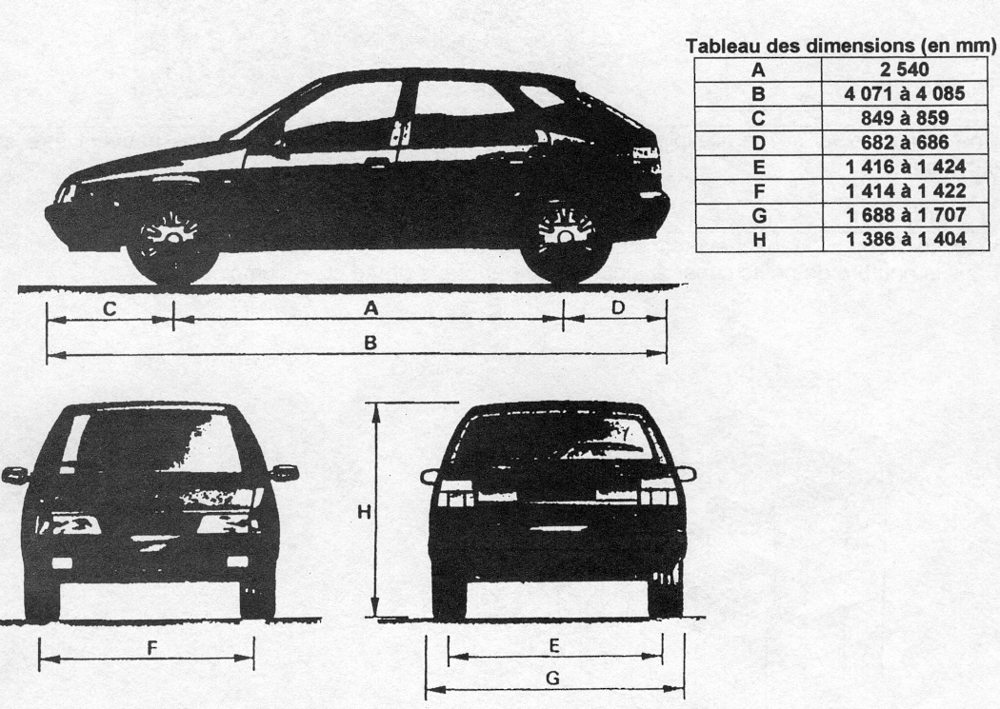 Tableau des dimensions (en mm)
A 2 540
B 4 071 à 4 085
C 849 à 859
D 682 à 686
E 1 416 à 1 424
F 1 414 à 1 422
G 1 688 à 1 707
H 1 386 à 1 404
C A D
B
H
F E
G